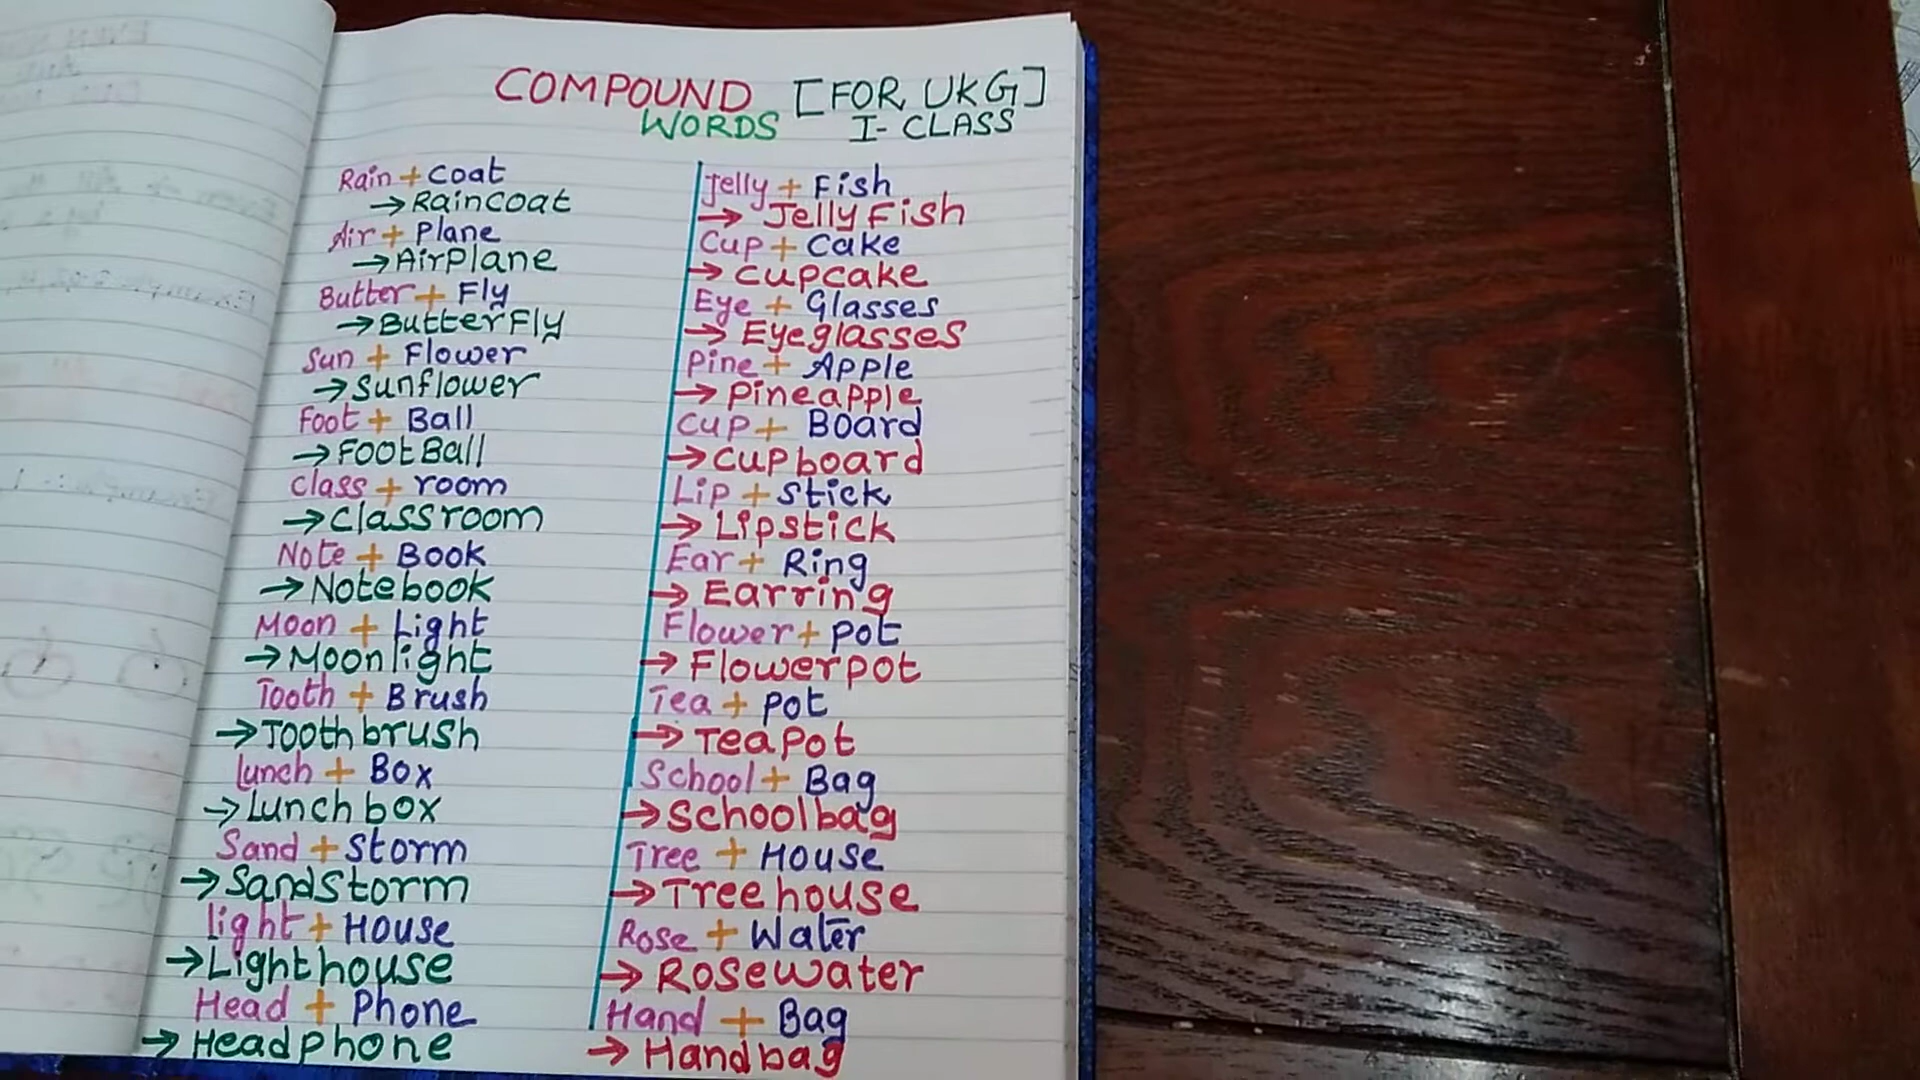 COMPOUND [FOR UKG]
WORDS I- CLASS
Rain + coat
→ Raincoat
Air + Plane
→ AirPlane
Butter + Fly
→ ButterFly
Sun + Flower
→ Sunflower
Foot + Ball
→ FootBall
Class + room
→ Classroom
Note + Book
→ Notebook
Moon + Light
→ Moonlight
Tooth + Brush
→ Toothbrush
Lunch + Box
→ Lunch box
Sand + Storm
→ Sandstorm
light + House
→ Lighthouse
Head + Phone
→ Headphone
Jelly + Fish
→ JellyFish
Cup + Cake
→ Cupcake
Eye + Glasses
→ Eyeglasses
Pine + Apple
→ Pineapple
Cup + Board
→ Cupboard
Lip + Stick
→ Lipstick
Ear + Ring
→ Earring
Flower + Pot
→ Flowerpot
Tea + Pot
→ TeaPot
School + Bag
→ Schoolbag
Tree + House
→ Tree house
Rose + Water
→ Rosewater
Hand + Bag
→ Handbag